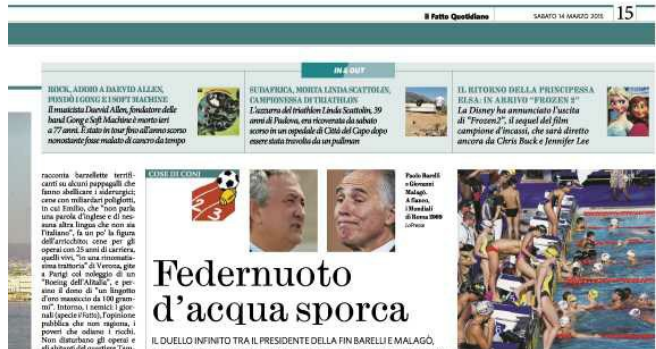 il Fatto Quotidiano
SABATO 14 MARZO 2015
15
IN & OUT
ROCK, ADDIO A DAEVID ALLEN,
FONDÒ I GONG E I SOFT MACHINE
Il musicista Daevid Allen, fondatore delle
band Gong e Soft Machine è morto ieri
a 77 anni. È stato in tour fino all'anno scorso
nonostante fosse malato di cancro da tempo
SUDAFRICA, MORTA LINDA SCATTOLIN,
CAMPIONESSA DI TRIATHLON
L'azzurra del triathlon Linda Scattolin, 39
anni di Padova, era ricoverata da sabato
scorso in un ospedale di Città del Capo dopo
essere stata travolta da un pullman
IL RITORNO DELLA PRINCIPESSA
ELSA: IN ARRIVO "FROZEN 2"
La Disney ha annunciato l'uscita
di "Frozen2", il sequel del film
campione d'incassi, che sarà diretto
ancora da Chris Buck e Jennifer Lee
racconta barzellette terrifi-
canti su alcuni pappagalli che
fanno shellicare i siderurgici;
cene con miliardari poliglotti,
in cui Emilio, che "non parla
una parola d'inglese e di nes-
suna altra lingua che non sia
l'italiano", fa un po' la figura
dell'arricchito; cene per gli
operai con 25 anni di carriera,
quelli vivi, "in una rinomatis-
sima trattoria" di Verona, gite
a Parigi col noleggio di un
"Boeing dell'Alitalia", e per-
sino il dono di "un lingotto
d'oro massiccio da 100 gram-
mi". Intorno, i nemici: i gior-
nali (specie il Fatto), l'opinione
pubblica che non ragiona, i
poveri che odiano i ricchi.
Non disturbano gli operai e
COSE DI CONI
1 2 3
Paolo Barelli
e Giovanni
Malagò.
A fianco,
i Mondiali
di Roma 2009
LaPresse
Federnuoto
d'acqua sporca
IL DUELLO INFINITO TRA IL PRESIDENTE DELLA FIN BARELLI E MALAGÒ,